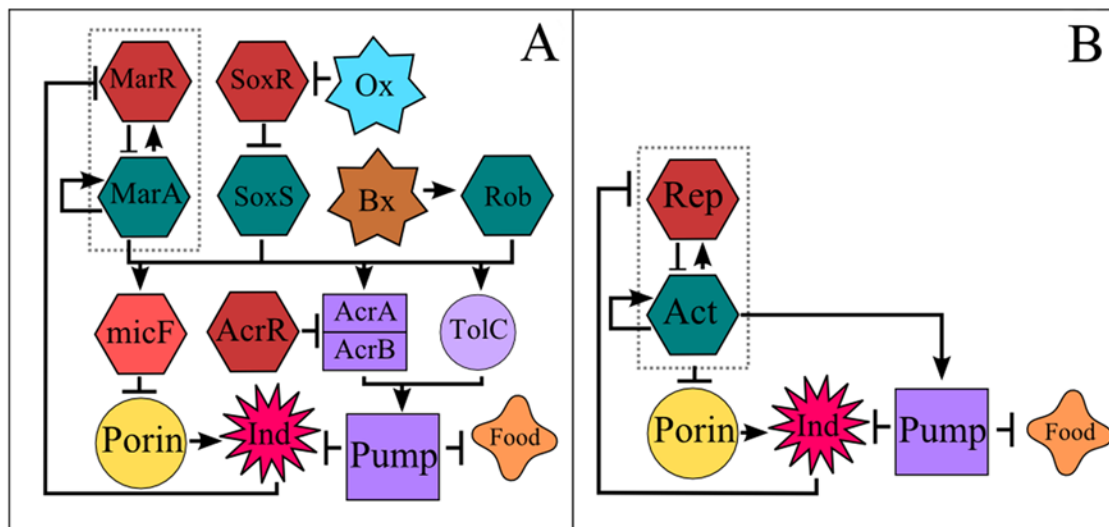 A
MarR
SoxR
Ox
MarA
SoxS
Bx
Rob
micF
AcrR
AcrA
AcrB
TolC
Porin
Ind
Pump
Food
B
Rep
Act
Porin
Ind
Pump
Food